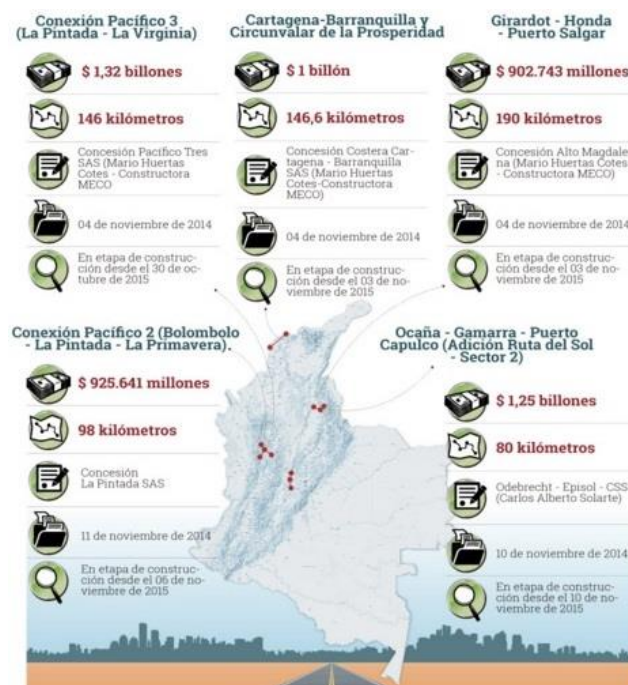 Conexión Pacífico 3
(La Pintada - La Virginia)
$ 1,32 billones
146 kilómetros
Concesión Pacífico Tres
SAS (Mario Huertas
Cotes - Constructora
MECO
04 de noviembre de 2014
En etapa de construc-
ción desde el 30 de oc-
tubre de 2015
Cartagena-Barranquilla y
Circunvalar de la Prosperidad
$ 1 billón
146,6 kilómetros
Concesión Costera Car-
tagena - Barranquilla
SAS (Mario Huertas
Cotes-Constructora
MECO)
04 de noviembre de 2014
En etapa de construc-
ción desde el 03 de no-
viembre de 2015
Girardot - Honda
- Puerto Salgar
$ 902.743 millones
190 kilómetros
Concesión Alto Magdale
na (Mario Huertas Cotes
- Constructora MECO)
04 de noviembre de 2014
En etapa de construc-
ción desde el 03 de no-
viembre de 2015
Conexión Pacífico 2 (Bolombolo
- La Pintada - La Primavera).
$ 925.641 millones
98 kilómetros
Concesión
La Pintada SAS
11 de noviembre de 2014
En etapa de construc-
ción desde el 06 de no-
viembre de 2015
Ocaña - Gamarra - Puerto
Capulco (Adición Ruta del Sol
- Sector 2)
$ 1,25 billones
80 kilómetros
Odebrecht - Episol - CSS
(Carlos Alberto Solarte)
10 de noviembre de 2014
En etapa de construc-
ción desde el 10 de no-
viembre de 2015